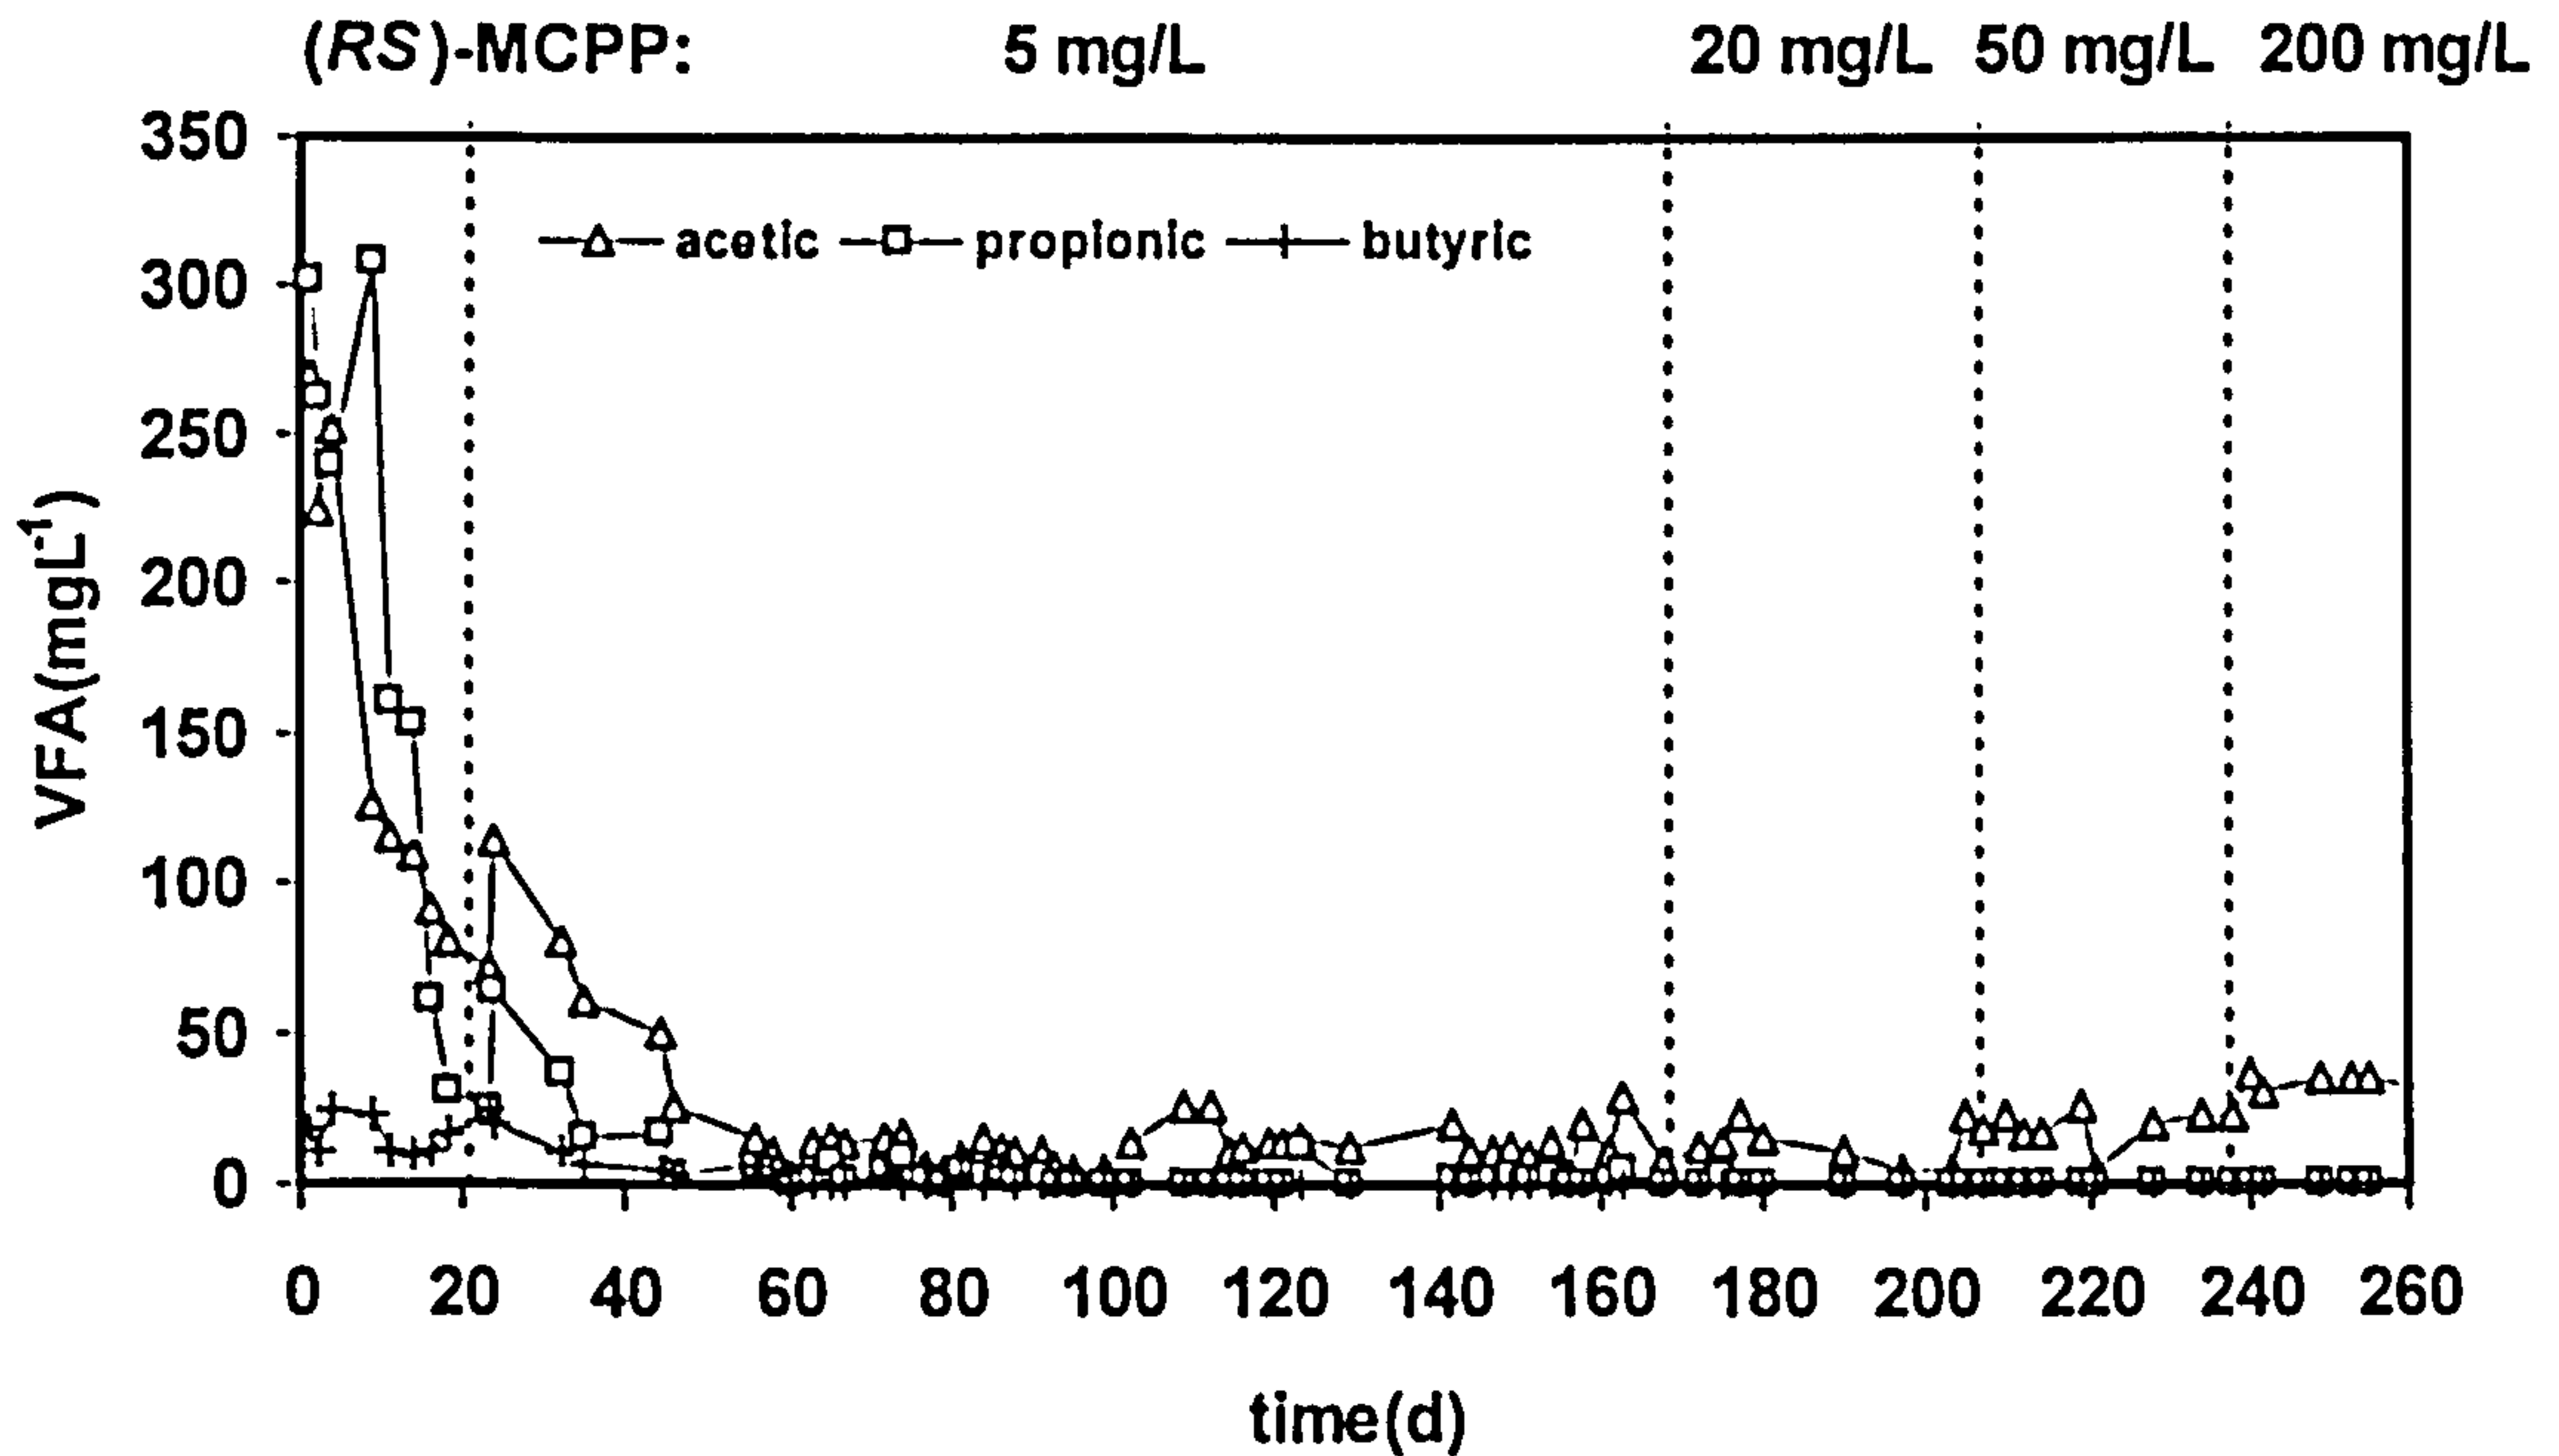 (RS)-MCPP: 5 mg/L 20 mg/L 50 mg/L 200 mg/L
350
acetic propionic butyric
300
250
200
150
100
50
0
VFA(mgL-1)
0 20 40 60 80 100 120 140 160 180 200 220 240 260
time(d)